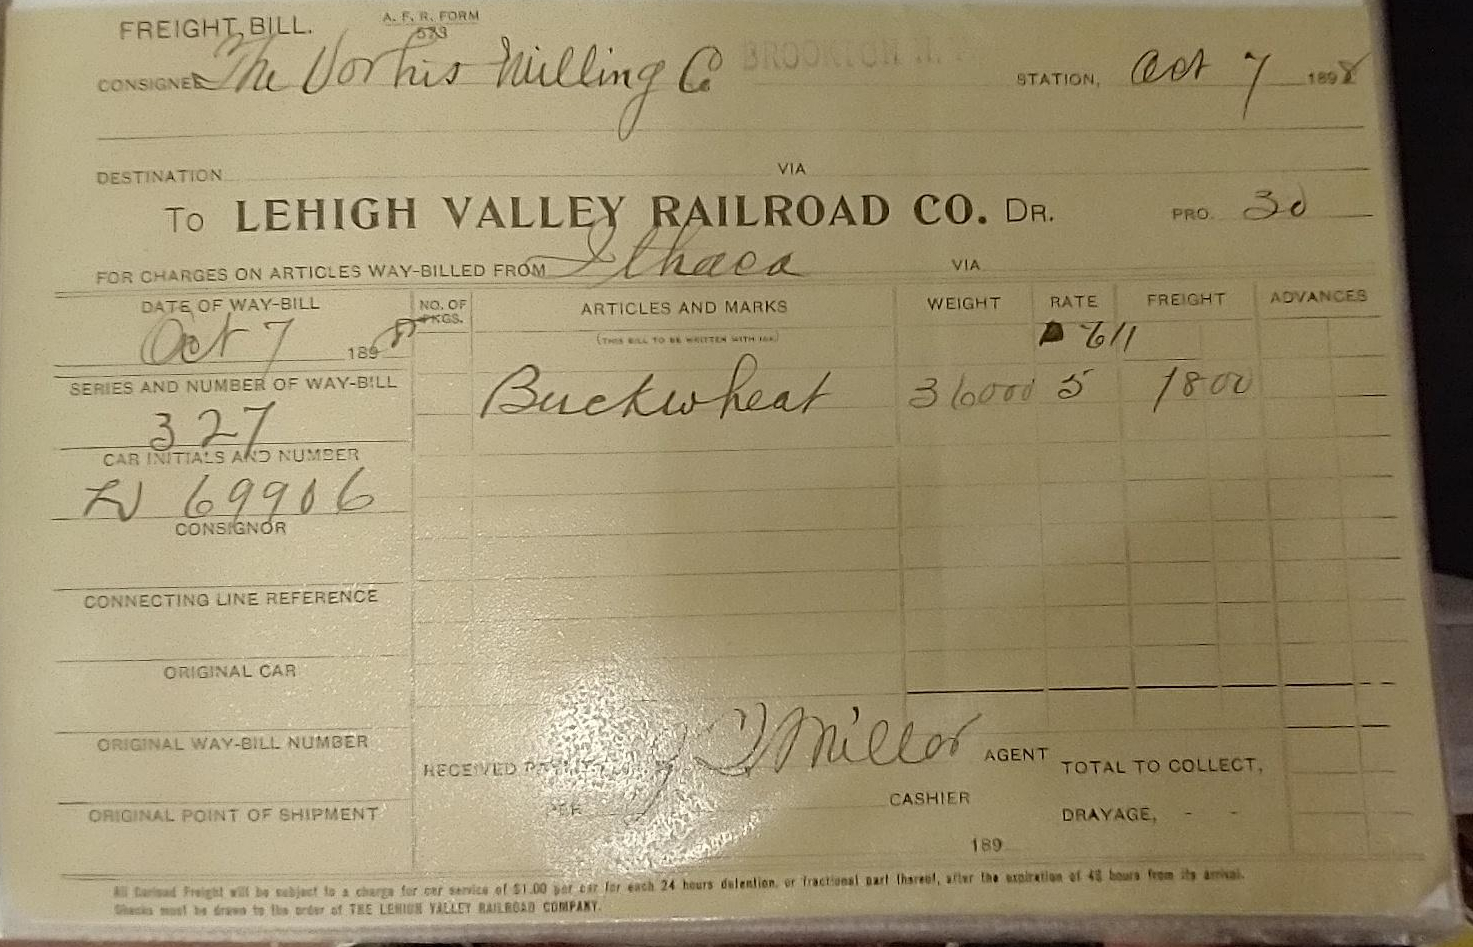 FREIGHT BILL. A. F. R. FORM 573
CONSIGNEE The Vorhis Milling Co BROOKTON N. STATION, Oct 7 1898
DESTINATION VIA
To LEHIGH VALLEY RAILROAD CO. DR. PRO. 30
FOR CHARGES ON ARTICLES WAY-BILLED FROM Ithaca VIA
DATE OF WAY-BILL NO. OF PKGS. ARTICLES AND MARKS WEIGHT RATE FREIGHT ADVANCES
(THIS BILL TO BE WRITTEN WITH INK)
Oct 7 1898 611
SERIES AND NUMBER OF WAY-BILL Buckwheat 36000 5 1800
327
CAR INITIALS AND NUMBER
LV 69906
CONSIGNOR
CONNECTING LINE REFERENCE
ORIGINAL CAR
ORIGINAL WAY-BILL NUMBER
RECEIVED PAYMENT, Miller AGENT TOTAL TO COLLECT,
ORIGINAL POINT OF SHIPMENT PER CASHIER DRAYAGE, - -
189
All Carload Freight will be subject to a charge for car service of $1.00 per car for each 24 hours detention, or fractional part thereof, after the expiration of 48 hours from its arrival.
Checks must be drawn to the order of THE LEHIGH VALLEY RAILROAD COMPANY.